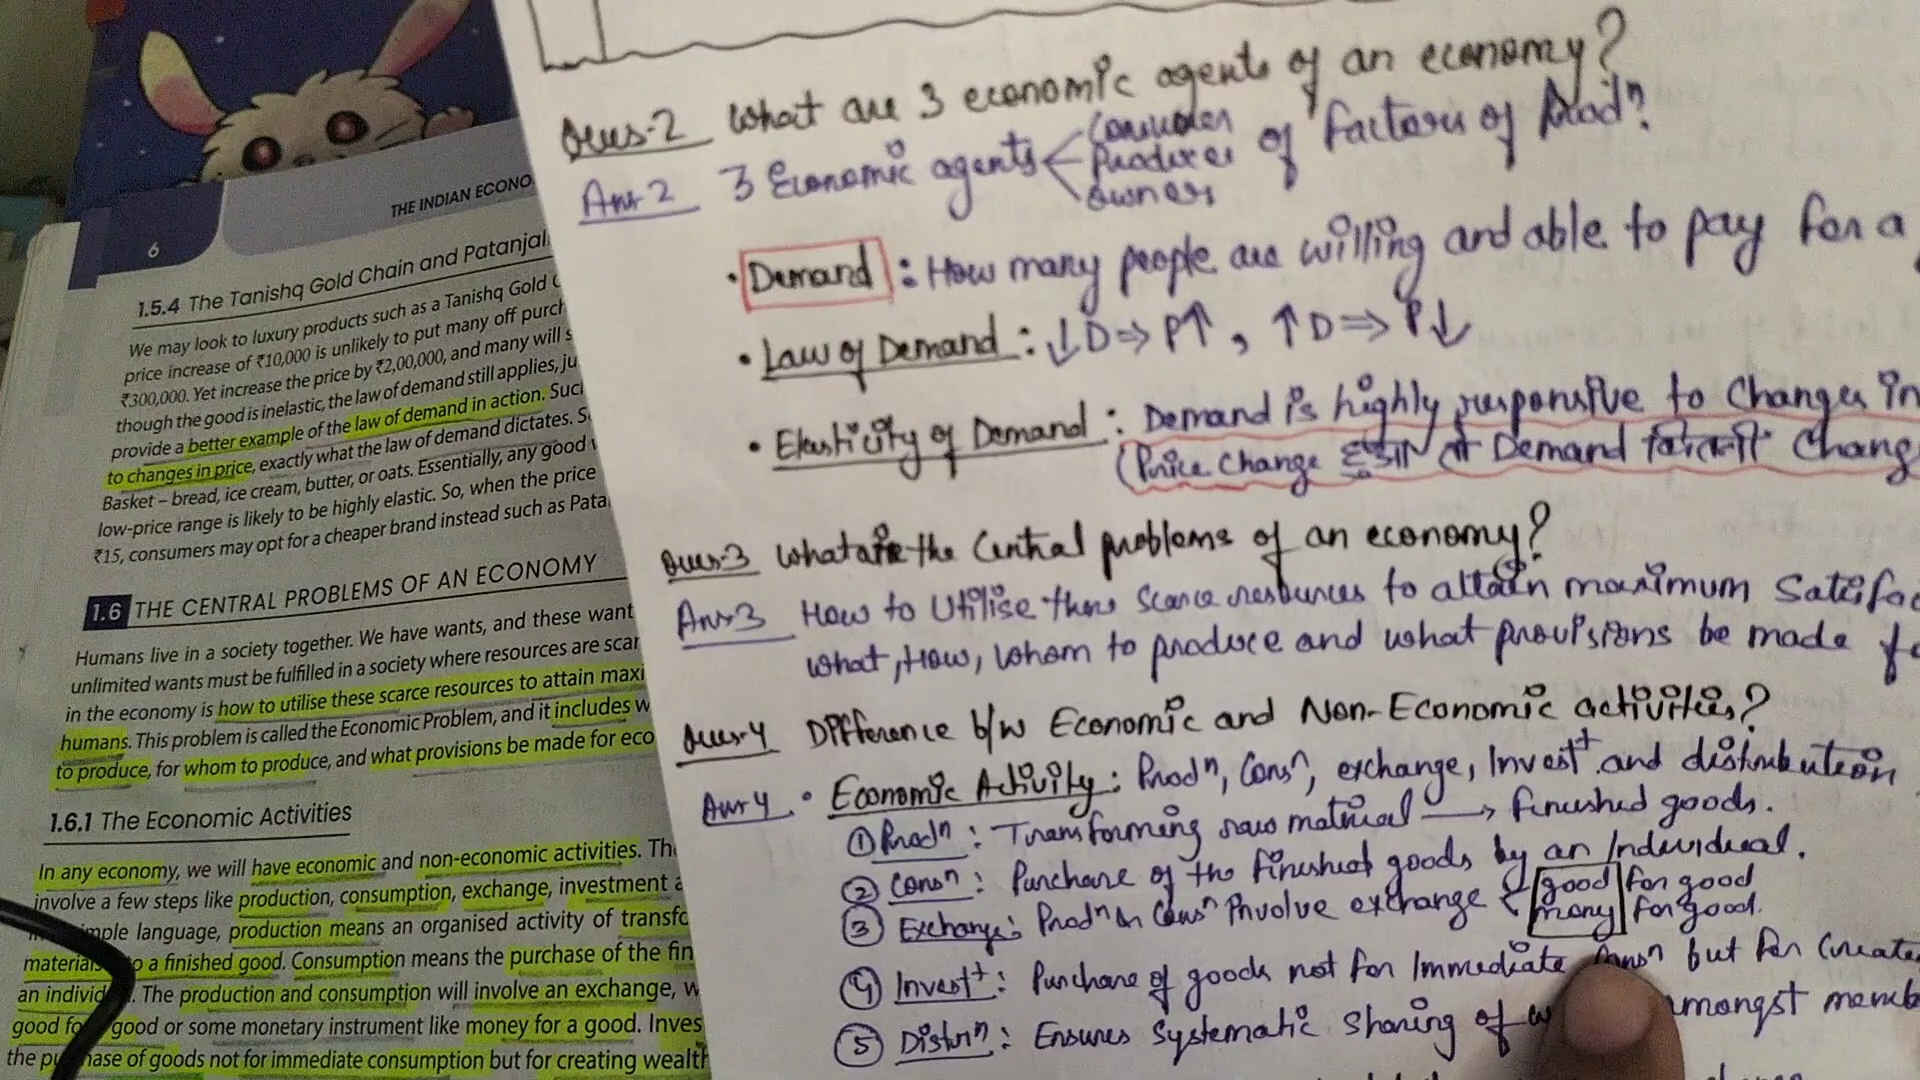 THE INDIAN ECONO
6
1.5.4 The Tanishq Gold Chain and Patanjal
We may look to luxury products such as a Tanishq Gold
price increase of ₹10,000 is unlikely to put many off purch
₹300,000. Yet increase the price by ₹2,00,000, and many will s
though the good is inelastic, the law of demand still applies, ju
provide a better example of the law of demand in action. Suc
to changes in price, exactly what the law of demand dictates. S
Basket – bread, ice cream, butter, or oats. Essentially, any good
low-price range is likely to be highly elastic. So, when the price
₹15, consumers may opt for a cheaper brand instead such as Pata
1.6 THE CENTRAL PROBLEMS OF AN ECONOMY
Humans live in a society together. We have wants, and these want
unlimited wants must be fulfilled in a society where resources are scar
in the economy is how to utilise these scarce resources to attain maxi
humans. This problem is called the Economic Problem, and it includes w
to produce, for whom to produce, and what provisions be made for eco
1.6.1 The Economic Activities
In any economy, we will have economic and non-economic activities. Th
involve a few steps like production, consumption, exchange, investment a
mple language, production means an organised activity of transfo
materials to a finished good. Consumption means the purchase of the fin
an individ The production and consumption will involve an exchange, w
good fo good or some monetary instrument like money for a good. Inves
the pu hase of goods not for immediate consumption but for creating wealth
Ques-2 What are 3 economic agents of an economy?
Ans-2 3 Economic agents < Consumer Producer owner of factors of Prodn
• Demand : How many people are willing and able to pay for a
• Law of Demand : ↓D ⇒ P↑, ↑D ⇒ P↓
• Elasticity of Demand : Demand is highly responsive to changes in
(Price Change हुआ तो Demand कितनी Chang
Ques-3 What are the Central problems of an economy?
Ans-3 How to Utilise these scarce resources to attain maximum Satisfac
what, How, whom to produce and what provisions be made fo
Ques-4 Difference b/w Economic and Non-Economic activities?
Ans 4 • Economic Activity : Prodn, Consn, exchange, Invest+ and distribution
① Prodn : Transforming raw material → finished goods.
② Consn : Purchase of the finished goods by an Individual.
③ Exchange : Prodn Consn involve exchange < good for good
money for good.
④ Invest+ : Purchase of goods not for Immediate Consn but for Create
⑤ Distrin : Ensures Systematic Sharing of w amongst memb